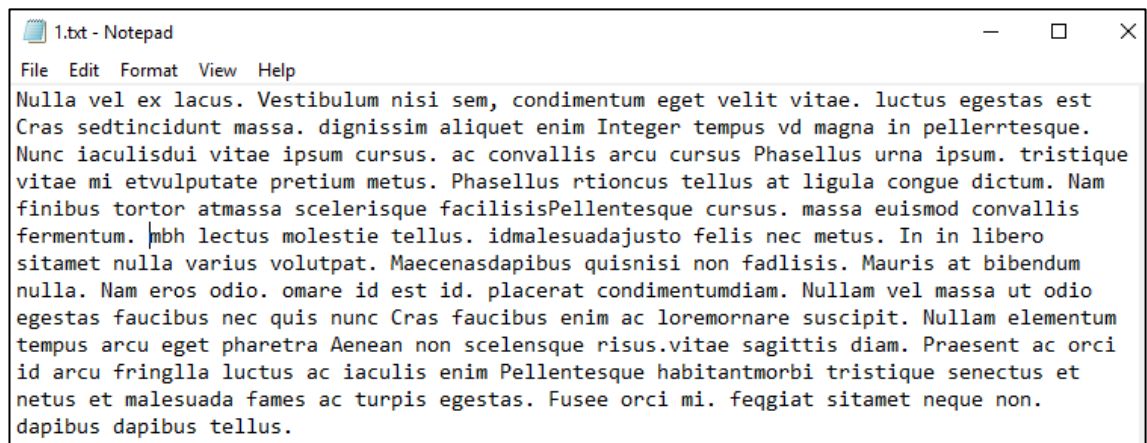 1.txt - Notepad
File Edit Format View Help
Nulla vel ex lacus. Vestibulum nisi sem, condimentum eget velit vitae. luctus egestas est
Cras sedtincidunt massa. dignissim aliquet enim Integer tempus vd magna in pellerrtesque.
Nunc iaculisdui vitae ipsum cursus. ac convallis arcu cursus Phasellus urna ipsum. tristique
vitae mi etvulputate pretium metus. Phasellus rtioncus tellus at ligula congue dictum. Nam
finibus tortor atmassa scelerisque facilisisPellentesque cursus. massa euismod convallis
fermentum. mbh lectus molestie tellus. idmalesuadajusto felis nec metus. In in libero
sitamet nulla varius volutpat. Maecenasdapibus quisnisi non fadlisis. Mauris at bibendum
nulla. Nam eros odio. omare id est id. placerat condimentumdiam. Nullam vel massa ut odio
egestas faucibus nec quis nunc Cras faucibus enim ac loremornare suscipit. Nullam elementum
tempus arcu eget pharetra Aenean non scelensque risus.vitae sagittis diam. Praesent ac orci
id arcu fringlla luctus ac iaculis enim Pellentesque habitantmorbi tristique senectus et
netus et malesuada fames ac turpis egestas. Fusee orci mi. feqgiat sitamet neque non.
dapibus dapibus tellus.